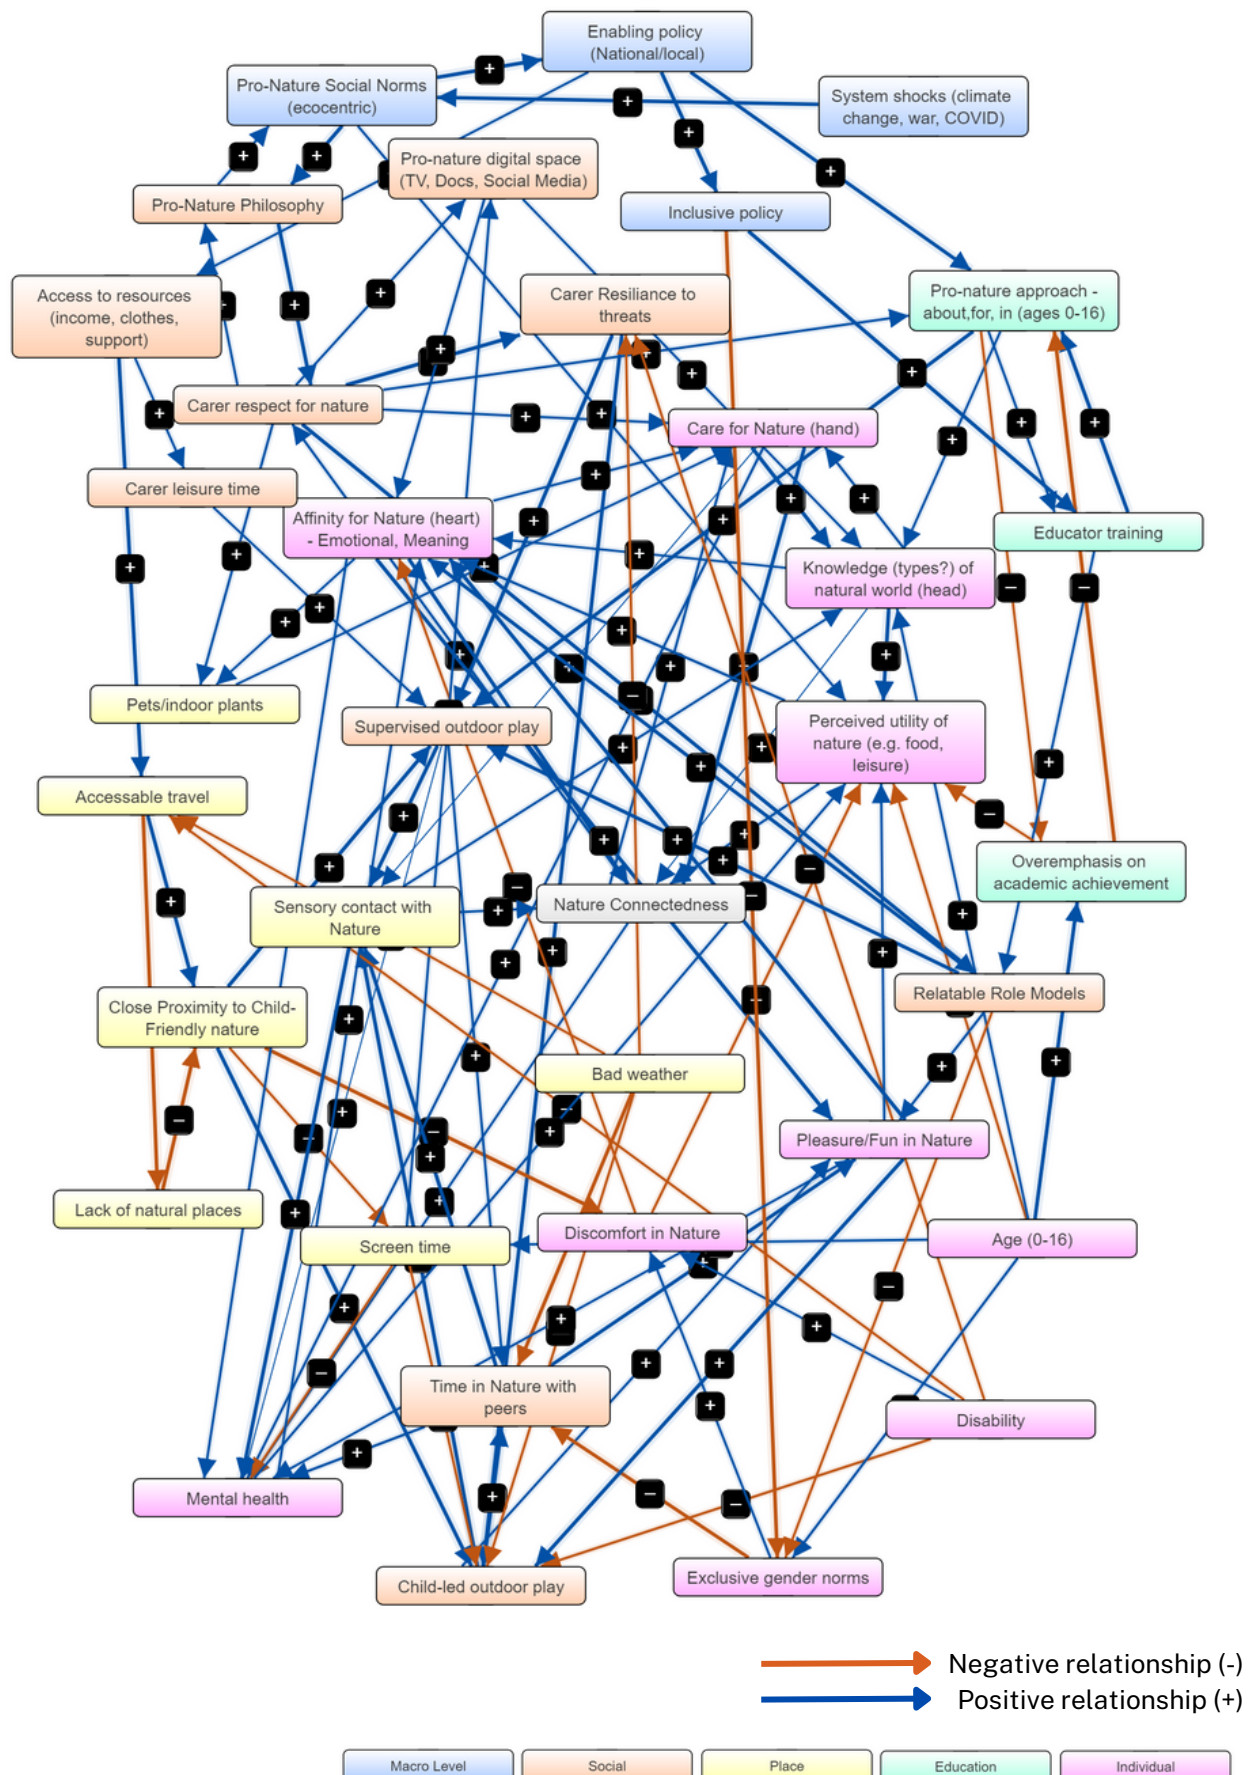 Enabling policy
(National/local)
Pro-Nature Social Norms
(ecocentric)
System shocks (climate
change, war, COVID)
Pro-nature digital space
(TV, Docs, Social Media)
Pro-Nature Philosophy
Inclusive policy
Access to resources
(income, clothes,
support)
Carer Resiliance to
threats
Pro-nature approach -
about,for, in (ages 0-16)
Carer respect for nature
Care for Nature (hand)
Carer leisure time
Affinity for Nature (heart)
- Emotional, Meaning
Educator training
Knowledge (types?) of
natural world (head)
Pets/indoor plants
Supervised outdoor play
Perceived utility of
nature (e.g. food,
leisure)
Accessable travel
Overemphasis on
academic achievement
Sensory contact with
Nature
Nature Connectedness
Relatable Role Models
Close Proximity to Child-
Friendly nature
Bad weather
Pleasure/Fun in Nature
Lack of natural places
Screen time
Discomfort in Nature
Age (0-16)
Time in Nature with
peers
Disability
Mental health
Child-led outdoor play
Exclusive gender norms
Negative relationship (-)
Positive relationship (+)
Macro Level
Social
Place
Education
Individual